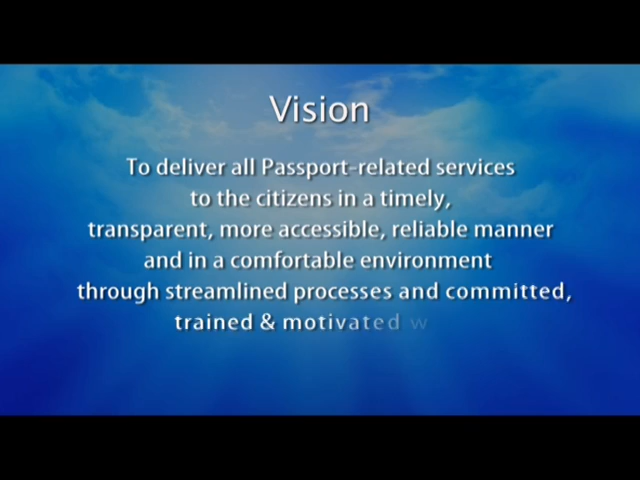 Vision
To deliver all Passport-related services
to the citizens in a timely,
transparent, more accessible, reliable manner
and in a comfortable environment
through streamlined processes and committed,
trained & motivated w